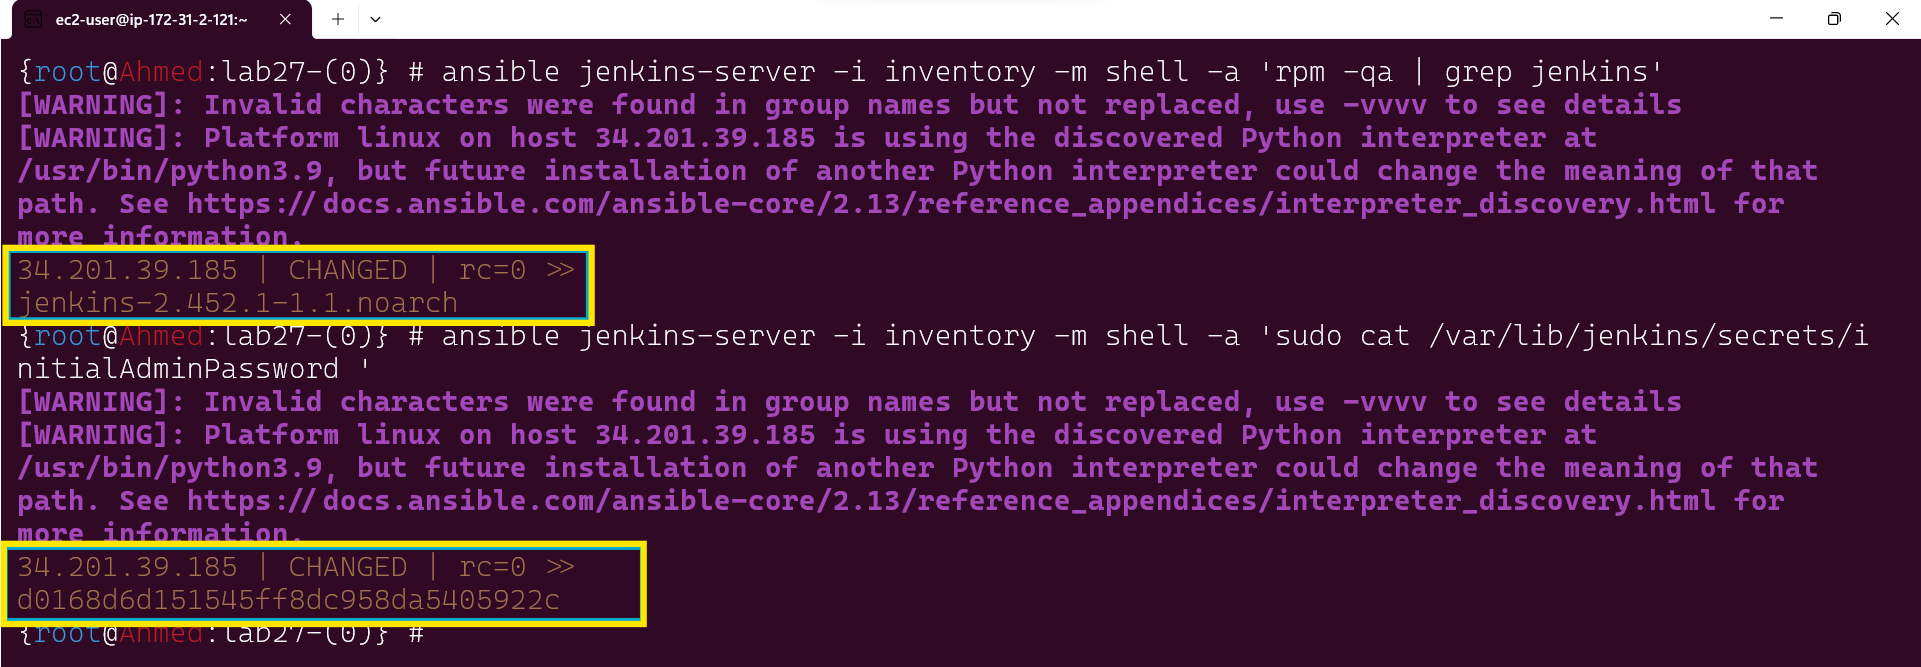 ec2-user@ip-172-31-2-121:~
{root@Ahmed:lab27-(0)} # ansible jenkins-server -i inventory -m shell -a 'rpm -qa | grep jenkins'
[WARNING]: Invalid characters were found in group names but not replaced, use -vvvv to see details
[WARNING]: Platform linux on host 34.201.39.185 is using the discovered Python interpreter at
/usr/bin/python3.9, but future installation of another Python interpreter could change the meaning of that
path. See https://docs.ansible.com/ansible-core/2.13/reference_appendices/interpreter_discovery.html for
more information.
34.201.39.185 | CHANGED | rc=0 >>
jenkins-2.452.1-1.1.noarch
{root@Ahmed:lab27-(0)} # ansible jenkins-server -i inventory -m shell -a 'sudo cat /var/lib/jenkins/secrets/i
nitialAdminPassword '
[WARNING]: Invalid characters were found in group names but not replaced, use -vvvv to see details
[WARNING]: Platform linux on host 34.201.39.185 is using the discovered Python interpreter at
/usr/bin/python3.9, but future installation of another Python interpreter could change the meaning of that
path. See https://docs.ansible.com/ansible-core/2.13/reference_appendices/interpreter_discovery.html for
more information.
34.201.39.185 | CHANGED | rc=0 >>
d0168d6d151545ff8dc958da5405922c
{root@Ahmed:lab27-(0)} #